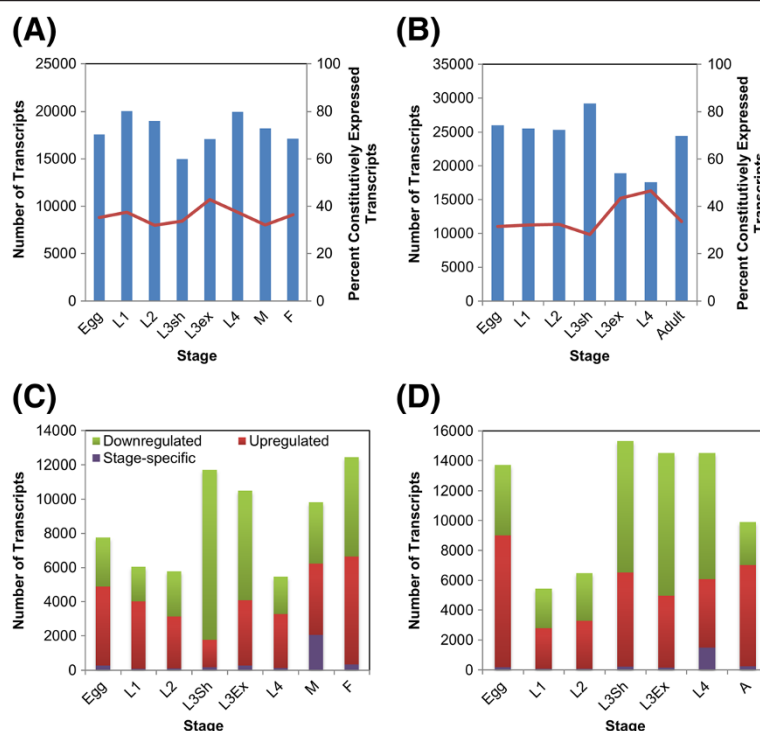 (A)
25000
20000
15000
10000
5000
0
Number of Transcripts
100
80
60
40
20
0
Percent Constitutively Expressed
Transcripts
Egg
L1
L2
L3sh
L3ex
L4
M
F
Stage
(B)
35000
30000
25000
20000
15000
10000
5000
0
Number of Transcripts
100
80
60
40
20
0
Percent Constitutively Expressed
Transcripts
Egg
L1
L2
L3sh
L3ex
L4
Adult
Stage
(C)
14000
12000
10000
8000
6000
4000
2000
0
Number of Transcripts
Downregulated
Upregulated
Stage-specific
Egg
L1
L2
L3Sh
L3Ex
L4
M
F
Stage
(D)
16000
14000
12000
10000
8000
6000
4000
2000
0
Number of Transcripts
Egg
L1
L2
L3Sh
L3Ex
L4
A
Stage